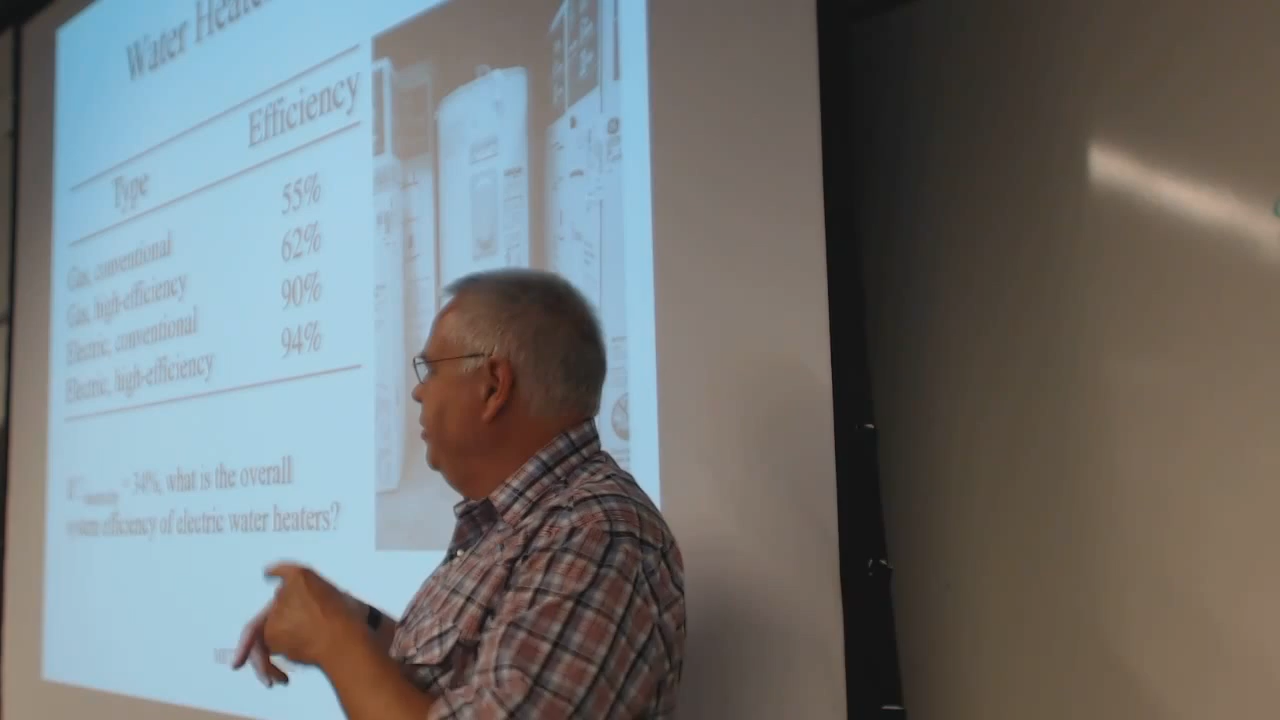 Water Heate
Type Efficiency
Gas, conventional 55%
Gas, high-efficiency 62%
Electric, conventional 90%
Electric, high-efficiency 94%
34%, what is the overall
system efficiency of electric water heaters?